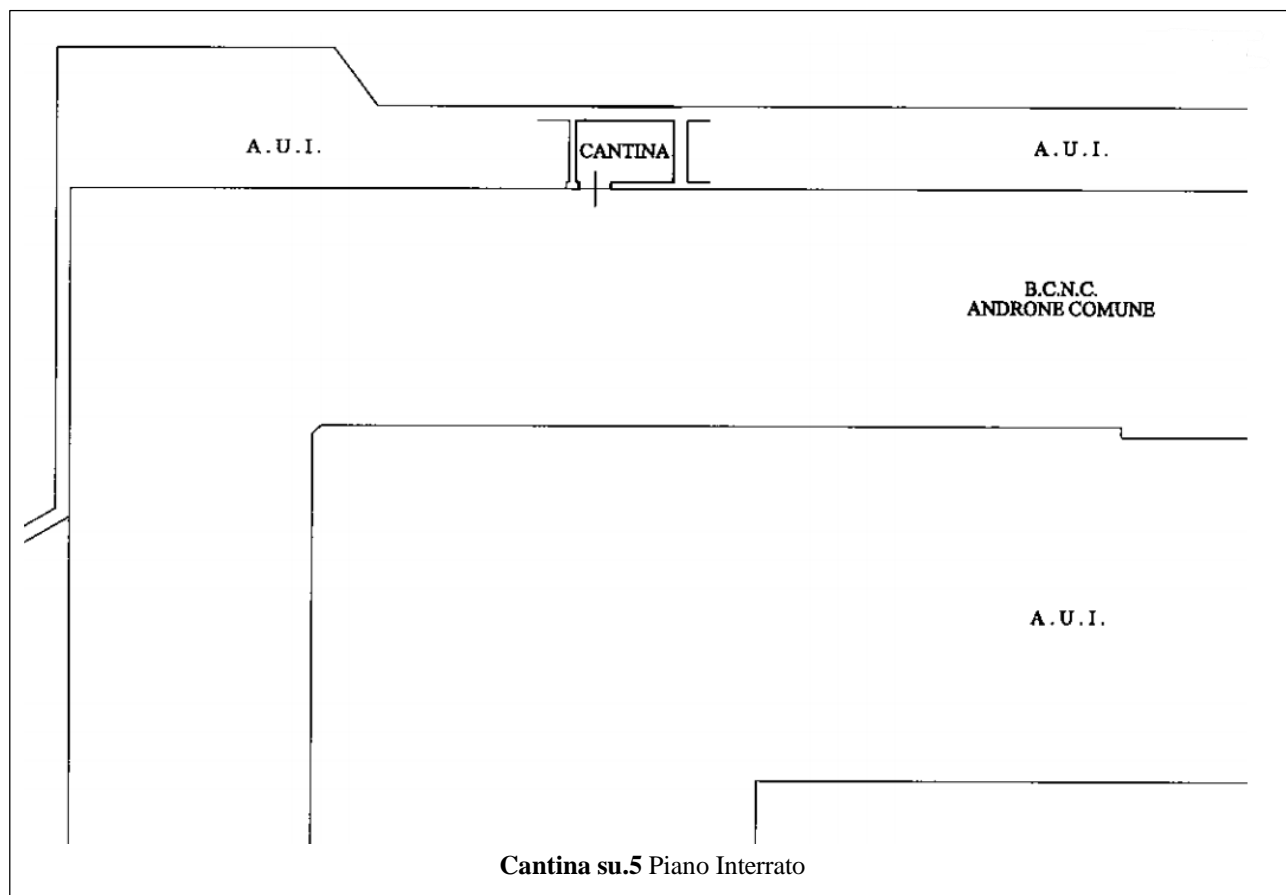 A.U.I.
CANTINA
A.U.I.
B.C.N.C.
ANDRONE COMUNE
A.U.I.
Cantina su.5 Piano Interrato